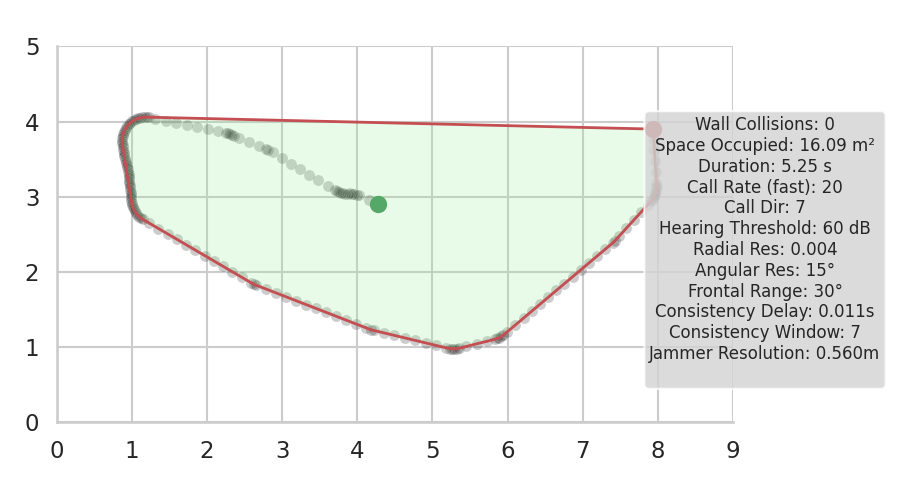 5
4
3
2
1
0
0 1 2 3 4 5 6 7 8 9
Wall Collisions: 0
Space Occupied: 16.09 m²
Duration: 5.25 s
Call Rate (fast): 20
Call Dir: 7
Hearing Threshold: 60 dB
Radial Res: 0.004
Angular Res: 15°
Frontal Range: 30°
Consistency Delay: 0.011s
Consistency Window: 7
Jammer Resolution: 0.560m